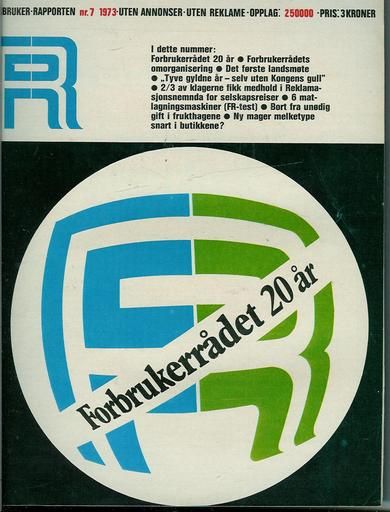 BRUKER-RAPPORTEN nr. 7 1973·UTEN ANNONSER·UTEN REKLAME·OPPLAG: 250000 ·PRIS: 3 KRONER
R
I dette nummer:
Forbrukerrådet 20 år ● Forbrukerrådets
omorganisering ● Det første landsmøte
● „Tyve gyldne år – selv uten Kongens gull"
● 2/3 av klagerne fikk medhold i Reklama-
sjonsnemnda for selskapsreiser ● 6 mat-
lagningsmaskiner (FR-test) ● Bort fra unødig
gift i frukthagene ● Ny mager melketype
snart i butikkene?
FR
Forbrukerrådet 20 år